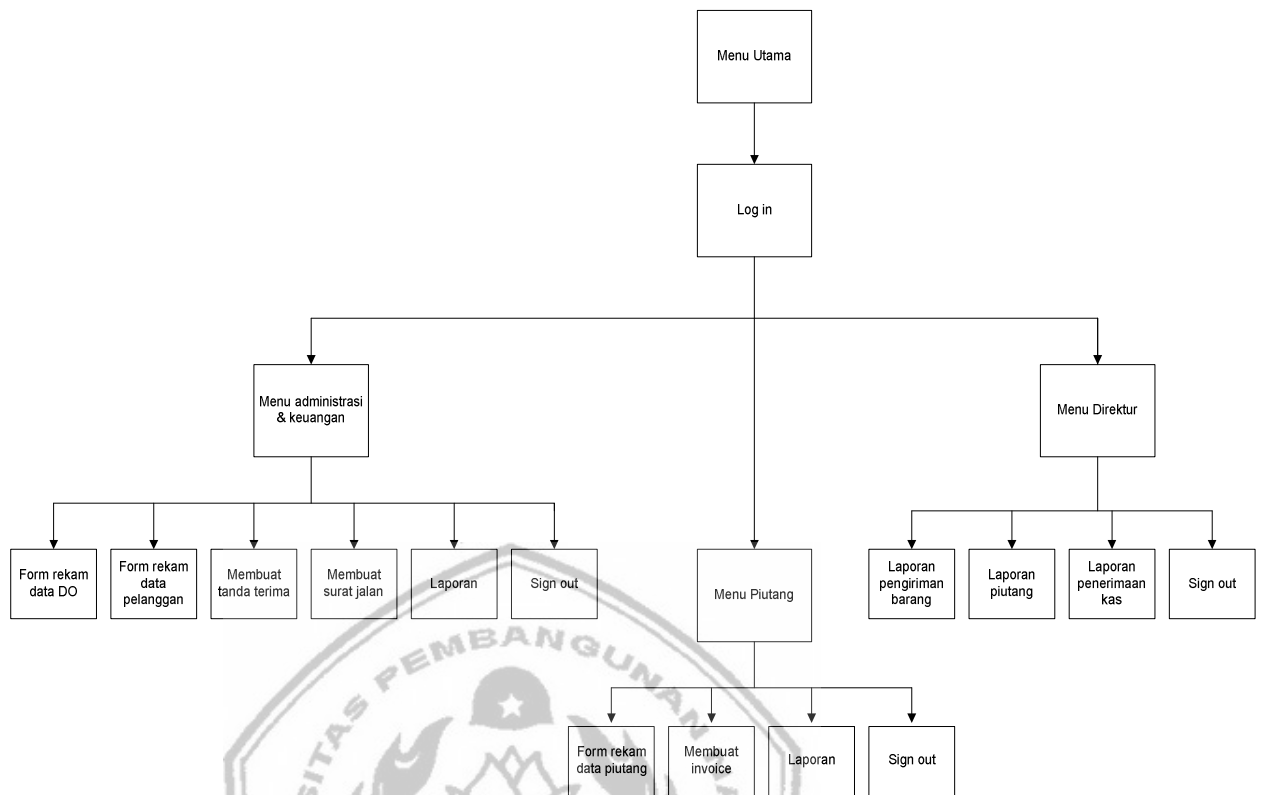 Menu Utama
Log in
Menu administrasi
& keuangan
Menu Direktur
Form rekam
data DO
Form rekam
data
pelanggan
Membuat
tanda terima
Membuat
surat jalan
Laporan
Sign out
Menu Piutang
Laporan
pengiriman
barang
Laporan
piutang
Laporan
penerimaan
kas
Sign out
Form rekam
data piutang
Membuat
invoice
Laporan
Sign out
PEMBANGUNAN